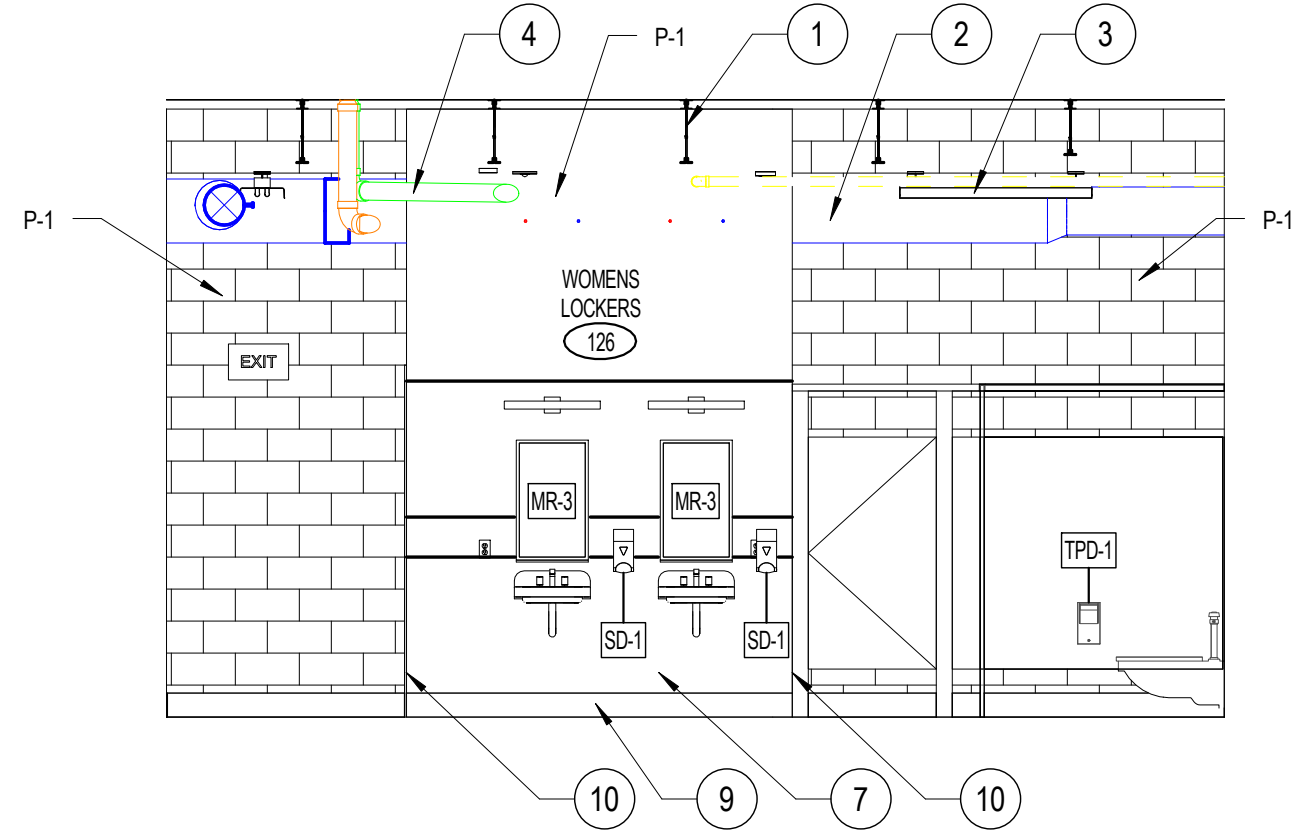 4
P-1
1
2
3
P-1
P-1
WOMENS
LOCKERS
126
EXIT
MR-3
MR-3
TPD-1
SD-1
SD-1
10
9
7
10